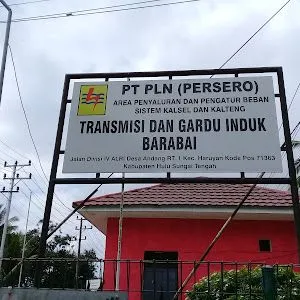 PT PLN (PERSERO)
AREA PENYALURAN DAN PENGATUR BEBAN
SISTEM KALSEL DAN KALTENG
TRANSMISI DAN GARDU INDUK
BARABAI
Jalan Divisi IV ALRI Desa Andang RT. I Kec. Haruyan Kode Pos 71363
Kabupaten Hulu Sungai Tengah